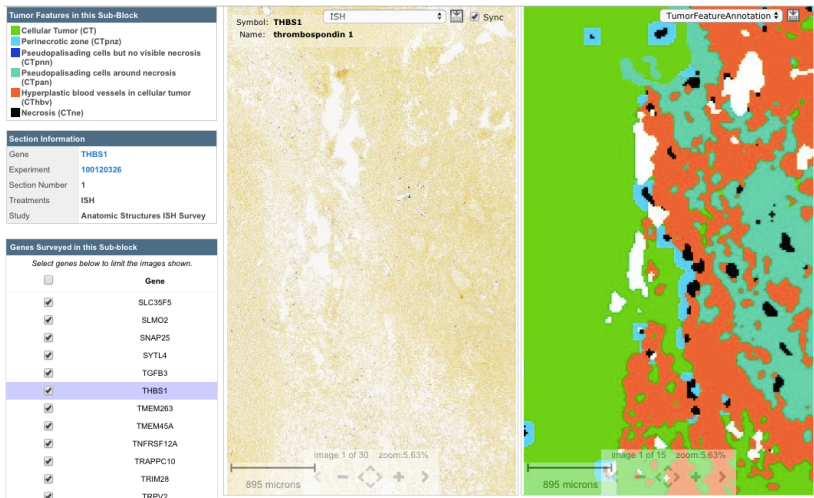 Tumor Features in this Sub-Block
Cellular Tumor (CT)
Perinecrotic zone (CTpnz)
Pseudopalisading cells but no visible necrosis
(CTpnn)
Pseudopalisading cells around necrosis
(CTpan)
Hyperplastic blood vessels in cellular tumor
(CThbv)
Necrosis (CTne)
Section Information
Gene THBS1
Experiment 100120326
Section Number 1
Treatments ISH
Study Anatomic Structures ISH Survey
Genes Surveyed in this Sub-block
Select genes below to limit the images shown.
Gene
SLC35F5
SLMO2
SNAP25
SYTL4
TGFB3
THBS1
TMEM263
TMEM45A
TNFRSF12A
TRAPPC10
TRIM28
TRPV2
Symbol: THBS1
Name: thrombospondin 1
ISH
Sync
image 1 of 30 zoom:5.63%
895 microns
TumorFeatureAnnotation
image 1 of 15 zoom:5.63%
895 microns